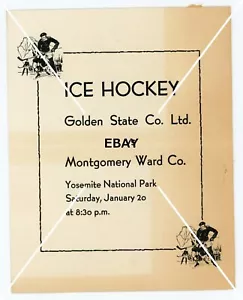 ICE HOCKEY
Golden State Co. Ltd.
EBAY
Montgomery Ward Co.
Yosemite National Park
Saturday, January 20
at 8:30 p.m.